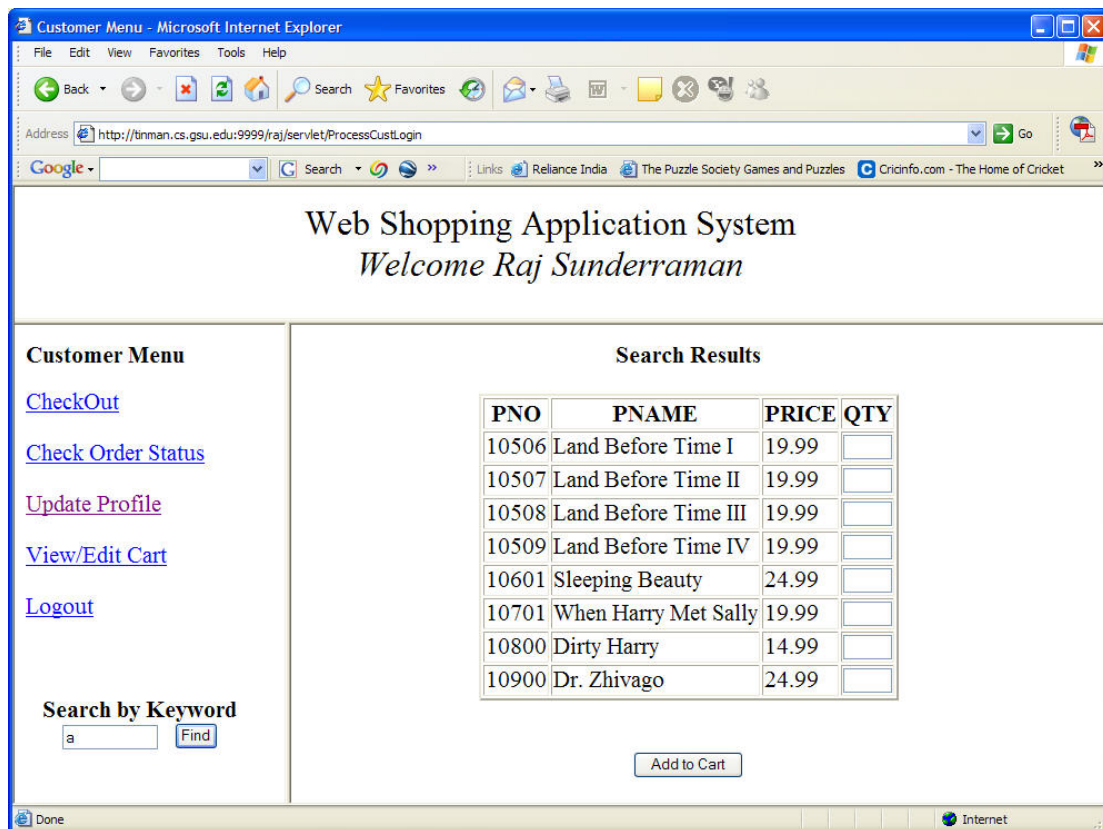 Customer Menu - Microsoft Internet Explorer
File Edit View Favorites Tools Help
Back Search Favorites
Address http://tinman.cs.gsu.edu:9999/raj/servlet/ProcessCustLogin Go
Google Search » Links Reliance India The Puzzle Society Games and Puzzles Cricinfo.com - The Home of Cricket »
Web Shopping Application System
Welcome Raj Sunderraman
Customer Menu
CheckOut
Check Order Status
Update Profile
View/Edit Cart
Logout
Search by Keyword
a Find
Search Results
PNO PNAME PRICE QTY
10506 Land Before Time I 19.99
10507 Land Before Time II 19.99
10508 Land Before Time III 19.99
10509 Land Before Time IV 19.99
10601 Sleeping Beauty 24.99
10701 When Harry Met Sally 19.99
10800 Dirty Harry 14.99
10900 Dr. Zhivago 24.99
Add to Cart
Done Internet